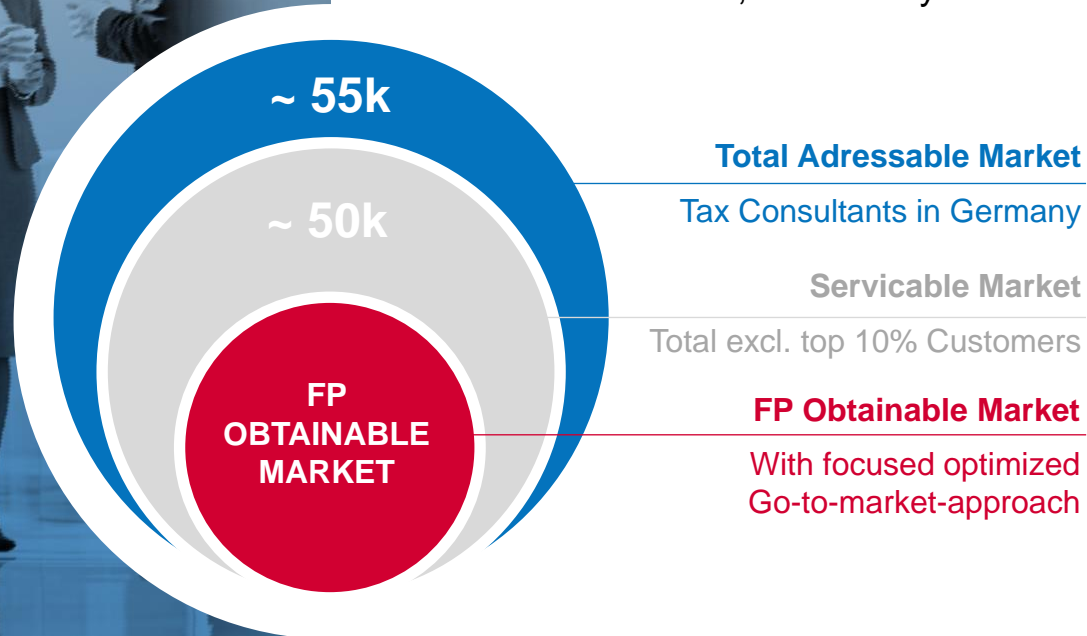 ~ 55k
Total Adressable Market
Tax Consultants in Germany
~ 50k
Servicable Market
Total excl. top 10% Customers
FP
OBTAINABLE
MARKET
FP Obtainable Market
With focused optimized
Go-to-market-approach